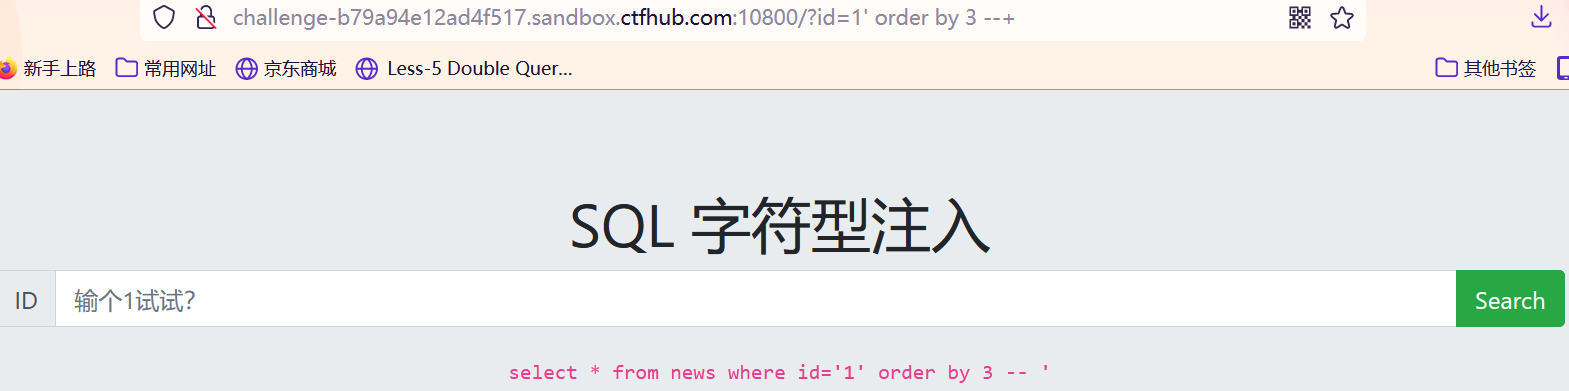 challenge-b79a94e12ad4f517.sandbox.ctfhub.com:10800/?id=1' order by 3 --+
新手上路 常用网址 京东商城 Less-5 Double Quer... 其他书签
SQL 字符型注入
ID 输个1试试? Search
select * from news where id='1' order by 3 -- '